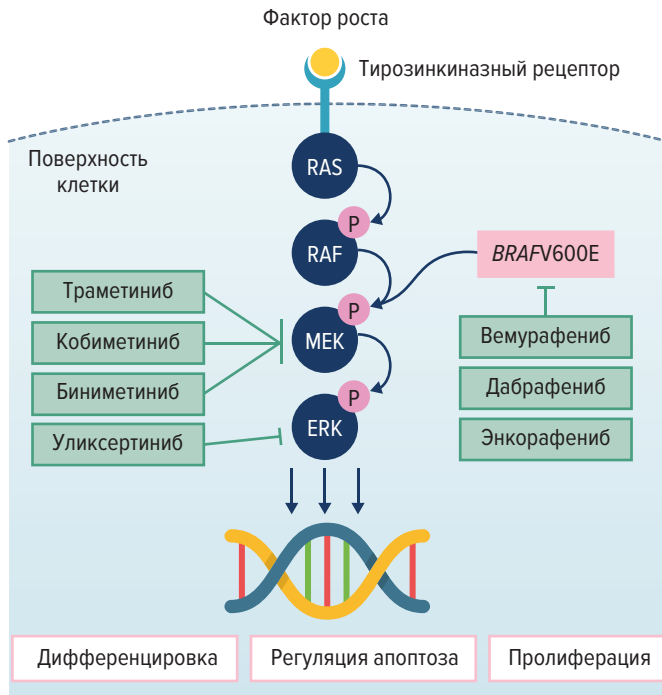 Фактор роста
Тирозинкиназный рецептор
Поверхность
клетки
RAS
P
RAF
BRAFV600E
P
Траметиниб
Кобиметиниб
Биниметиниб
Уликсертиниб
MEK
Вемурафениб
Дабрафениб
Энкорафениб
P
ERK
Дифференцировка
Регуляция апоптоза
Пролиферация